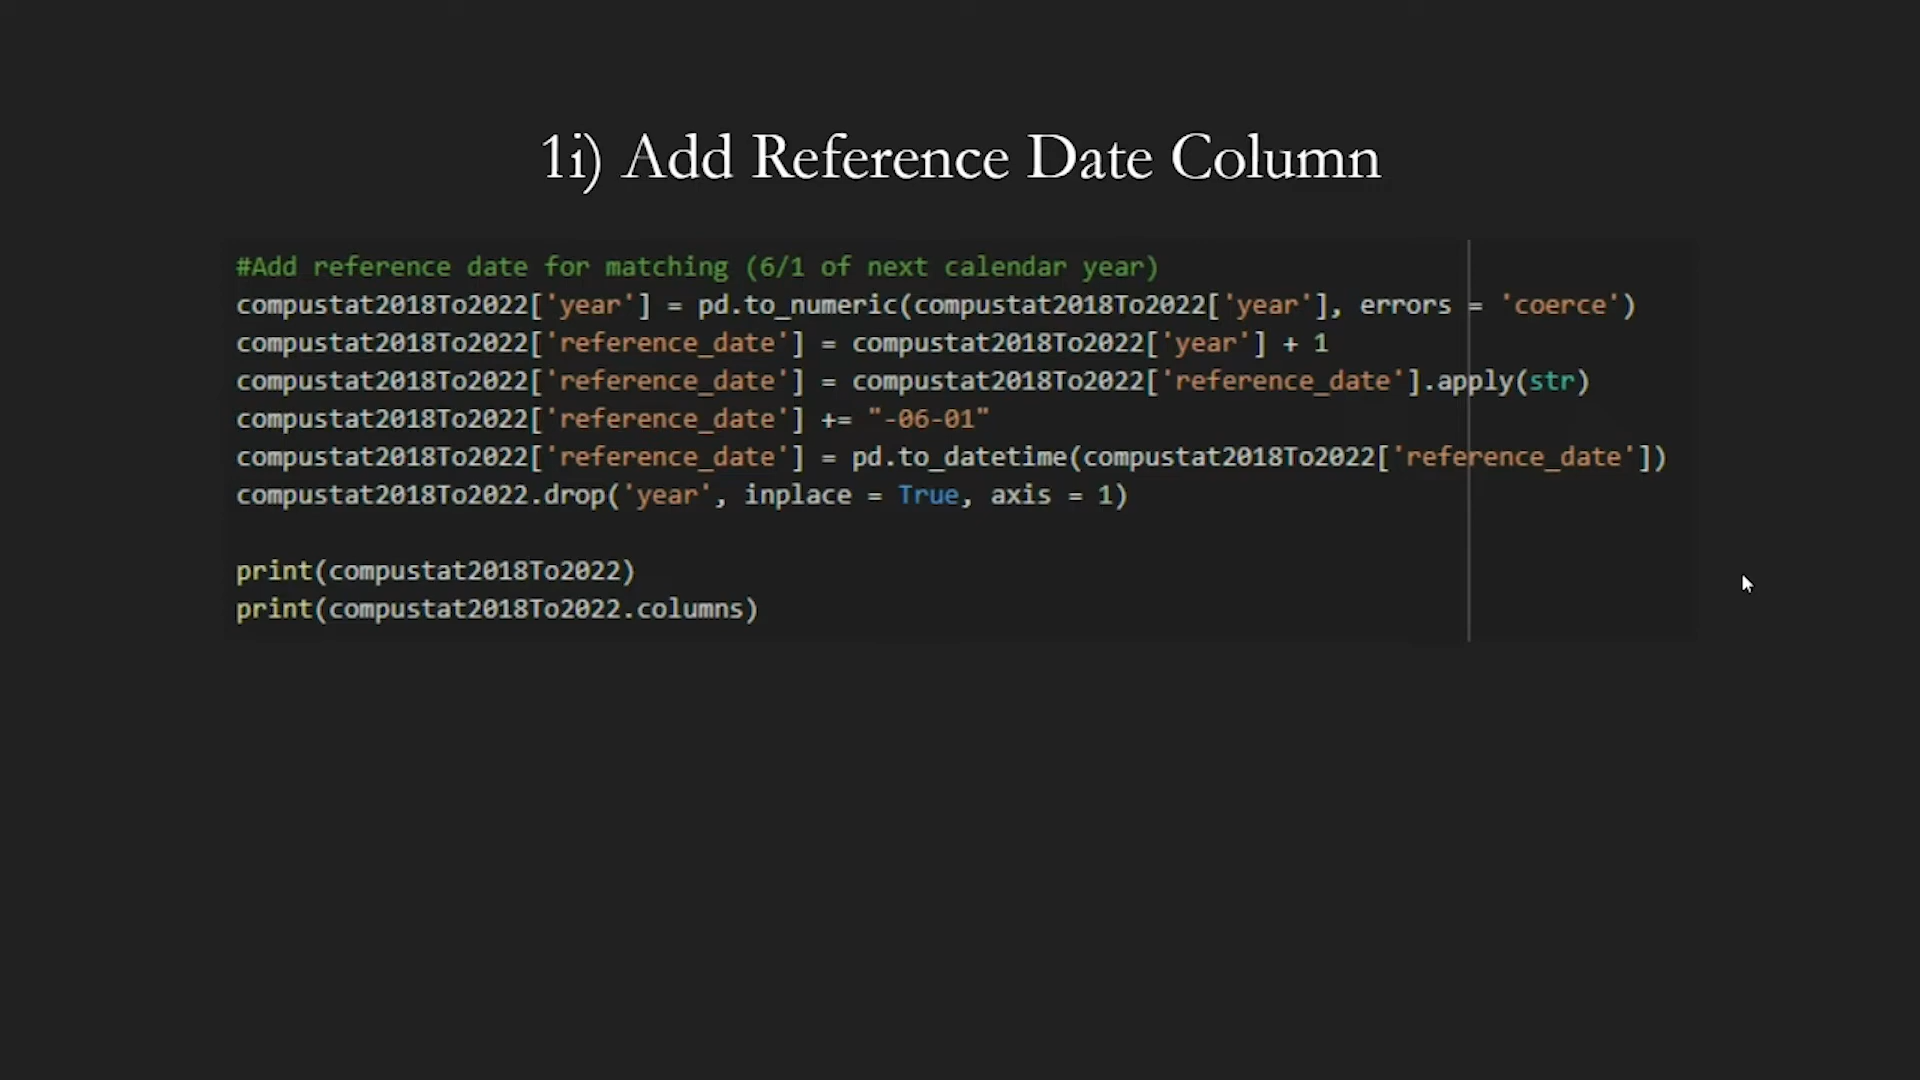 1i) Add Reference Date Column
#Add reference date for matching (6/1 of next calendar year)
compustat2018To2022['year'] = pd.to_numeric(compustat2018To2022['year'], errors = 'coerce')
compustat2018To2022['reference_date'] = compustat2018To2022['year'] + 1
compustat2018To2022['reference_date'] = compustat2018To2022['reference_date'].apply(str)
compustat2018To2022['reference_date'] += "-06-01"
compustat2018To2022['reference_date'] = pd.to_datetime(compustat2018To2022['reference_date'])
compustat2018To2022.drop('year', inplace = True, axis = 1)
print(compustat2018To2022)
print(compustat2018To2022.columns)